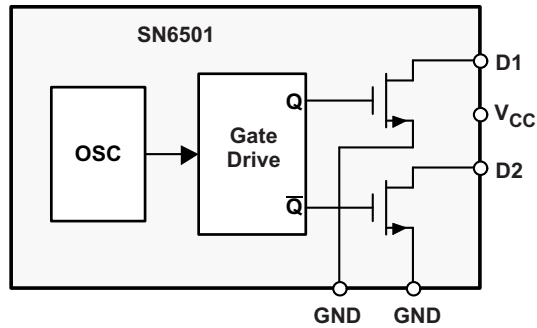 SN6501
D1
Q
V_CC
Gate
Drive
OSC
D2
Q̅
GND GND